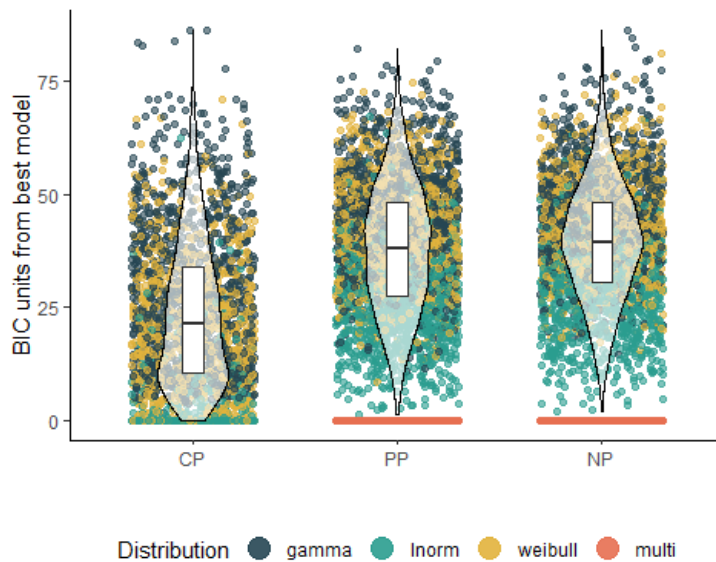 BIC units from best model
75
50
25
0
CP PP NP
Distribution gamma lnorm weibull multi